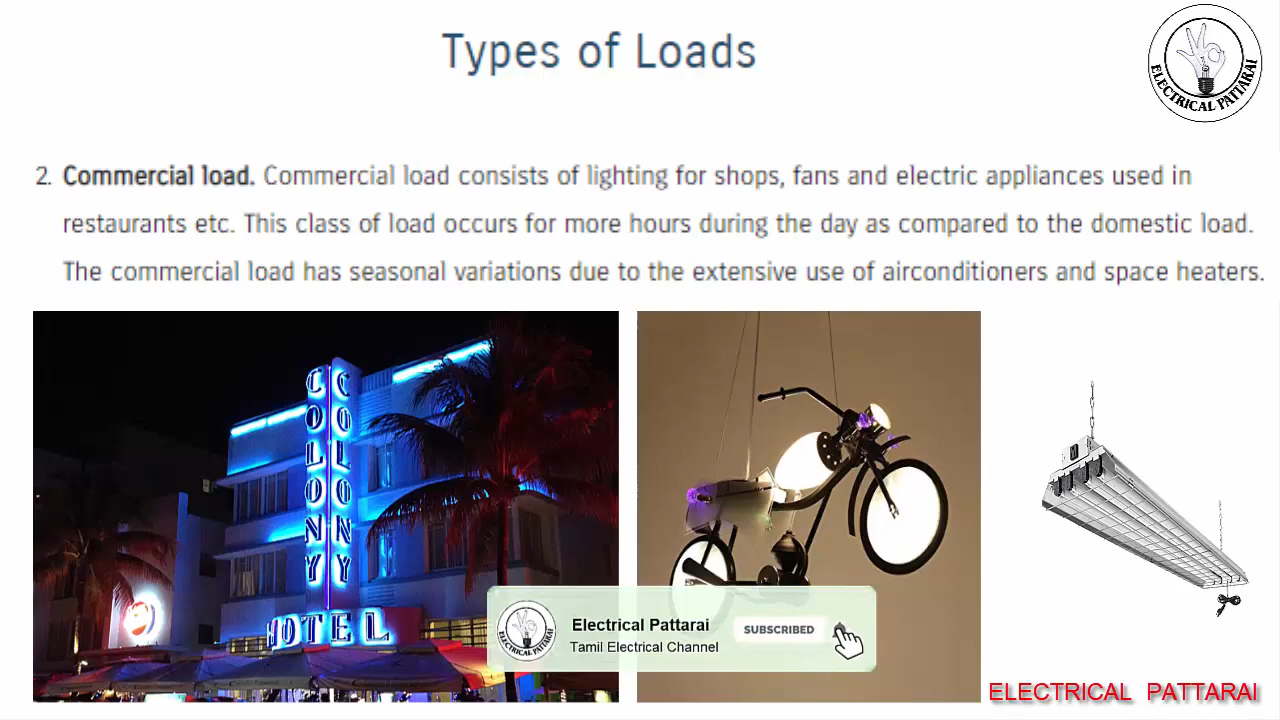 Types of Loads
ELECTRICAL PATTARAI
2. Commercial load. Commercial load consists of lighting for shops, fans and electric appliances used in
restaurants etc. This class of load occurs for more hours during the day as compared to the domestic load.
The commercial load has seasonal variations due to the extensive use of airconditioners and space heaters.
COLONY
COLONY
HOTEL
Electrical Pattarai
SUBSCRIBED
Tamil Electrical Channel
ELECTRICAL PATTARAI